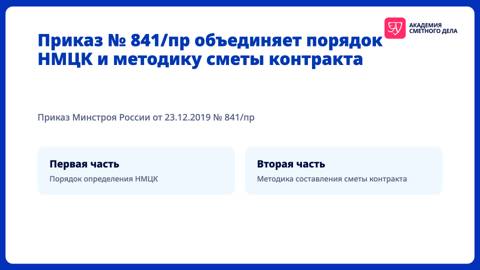 Приказ № 841/пр объединяет порядок
НМЦК и методику сметы контракта
АКАДЕМИЯ
СМЕТНОГО ДЕЛА
Приказ Минстроя России от 23.12.2019 № 841/пр
Первая часть
Порядок определения НМЦК
Вторая часть
Методика составления сметы контракта